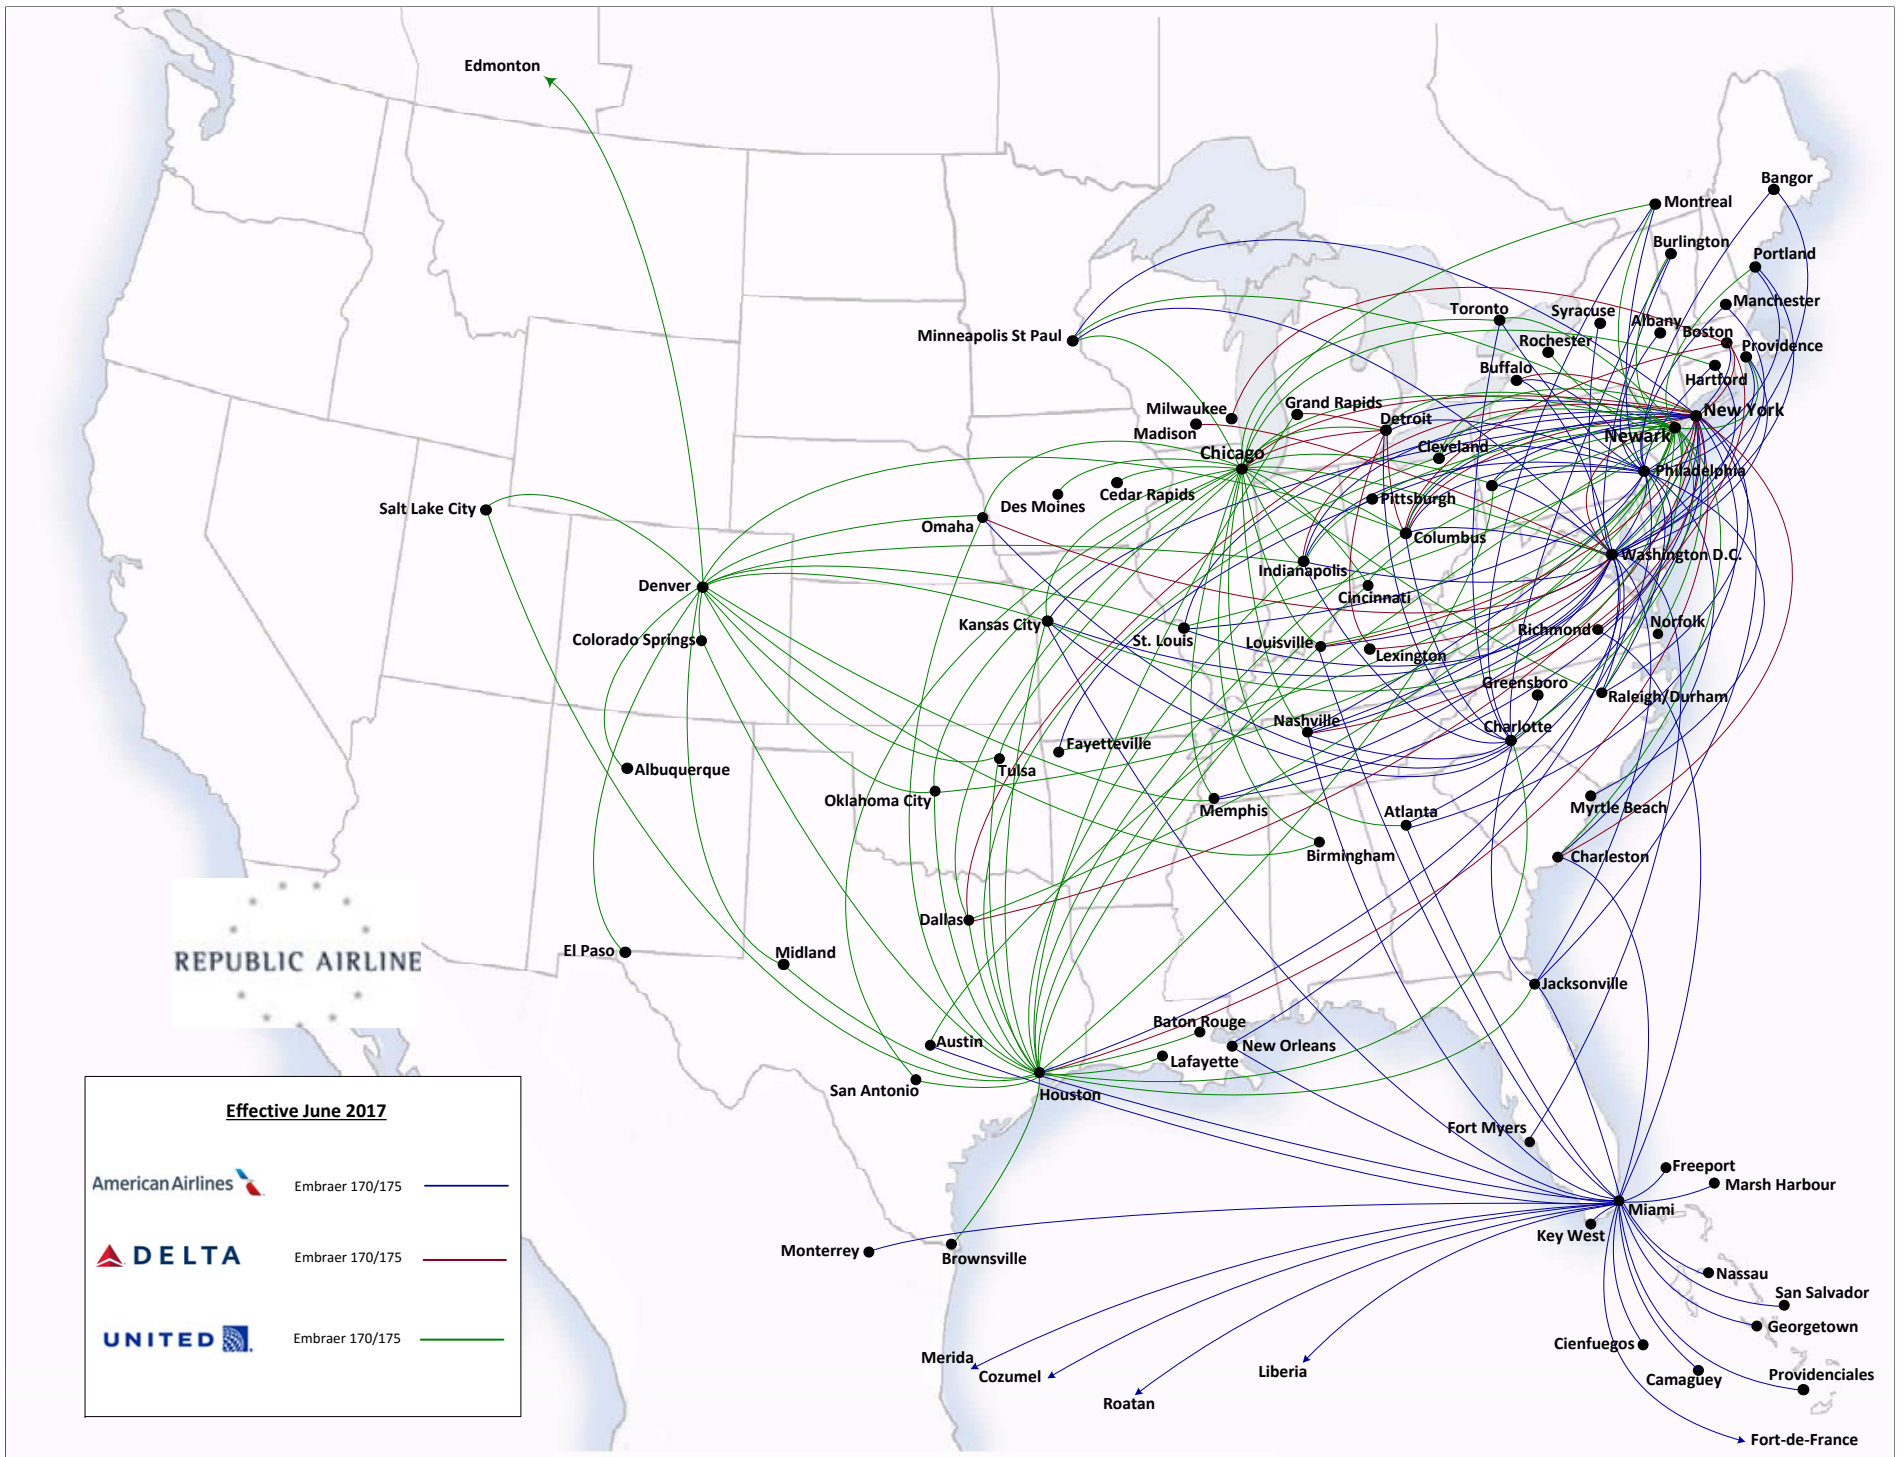 Edmonton
Bangor
Montreal
Burlington
Portland
Manchester
Toronto
Syracuse
Albany
Boston
Minneapolis St Paul
Rochester
Providence
Buffalo
Hartford
Milwaukee
Grand Rapids
New York
Madison
Detroit
Newark
Chicago
Cleveland
Philadelphia
Salt Lake City
Des Moines
Cedar Rapids
Pittsburgh
Omaha
Columbus
Washington D.C.
Indianapolis
Denver
Cincinnati
Colorado Springs
Kansas City
St. Louis
Louisville
Lexington
Richmond
Norfolk
Greensboro
Raleigh/Durham
Nashville
Charlotte
Albuquerque
Fayetteville
Tulsa
Oklahoma City
Memphis
Atlanta
Myrtle Beach
Birmingham
Charleston
Dallas
El Paso
Midland
REPUBLIC AIRLINE
Jacksonville
Baton Rouge
Austin
New Orleans
Lafayette
San Antonio
Houston
Effective June 2017
American Airlines
Embraer 170/175
DELTA
Embraer 170/175
UNITED
Embraer 170/175
Fort Myers
Freeport
Marsh Harbour
Miami
Key West
Monterrey
Brownsville
Nassau
San Salvador
Georgetown
Cienfuegos
Merida
Cozumel
Liberia
Camaguey
Providenciales
Roatan
Fort-de-France